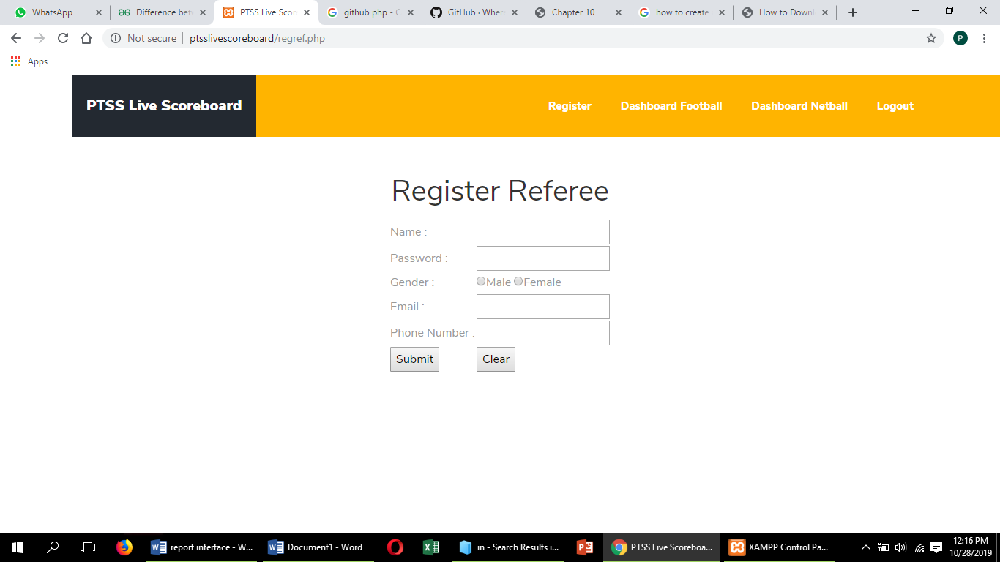 WhatsApp
Difference bet
PTSS Live Scor
github php - C
GitHub · Wher
Chapter 10
how to create
How to Downl
Not secure
ptsslivescoreboard/regref.php
P
Apps
PTSS Live Scoreboard
Register
Dashboard Football
Dashboard Netball
Logout
Register Referee
Name :
Password :
Gender :
Male
Female
Email :
Phone Number :
Submit
Clear
report interface - W...
Document1 - Word
in - Search Results i...
PTSS Live Scoreboa...
XAMPP Control Pa...
12:16 PM
10/28/2019